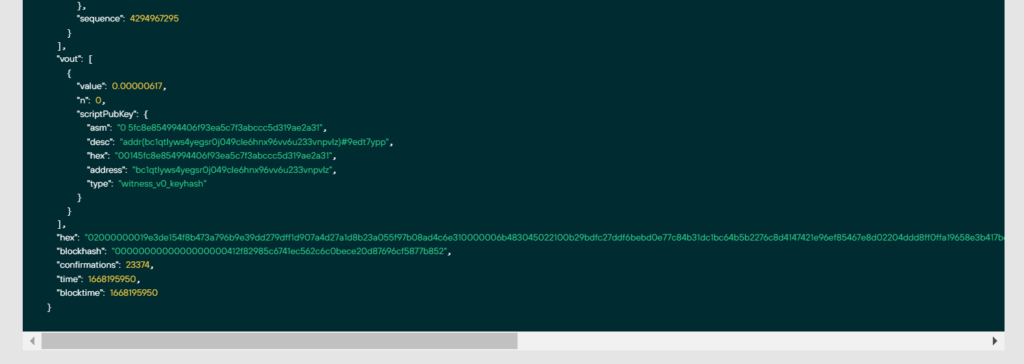 },
"sequence": 4294967295
}
],
"vout": [
{
"value": 0.00000617,
"n": 0,
"scriptPubKey": {
"asm": "0 5fc8e854994406f93ea5c7f3abccc5d319ae2a31",
"desc": "addr(bc1qtlyws4yegsr0j049cle6hnx96vv6u233vnpvlz)#9edt7ypp",
"hex": "00145fc8e854994406f93ea5c7f3abccc5d319ae2a31",
"address": "bc1qtlyws4yegsr0j049cle6hnx96vv6u233vnpvlz",
"type": "witness_v0_keyhash"
}
}
],
"hex": "02000000019e3de154f8b473a796b9e39dd279dff1d907a4d27a1d8b23a055f97b08ad4c6e310000006b483045022100b29bdfc27ddf6bebd0e77c84b31dc1bc64b5b2276c8d4147421e96ef85467e8d02204ddd8ff0ffa19658e3b417b
"blockhash": "00000000000000000000412f82985c6741ec562c6c0bece20d87696cf5877b852",
"confirmations": 23374,
"time": 1668195950,
"blocktime": 1668195950
}